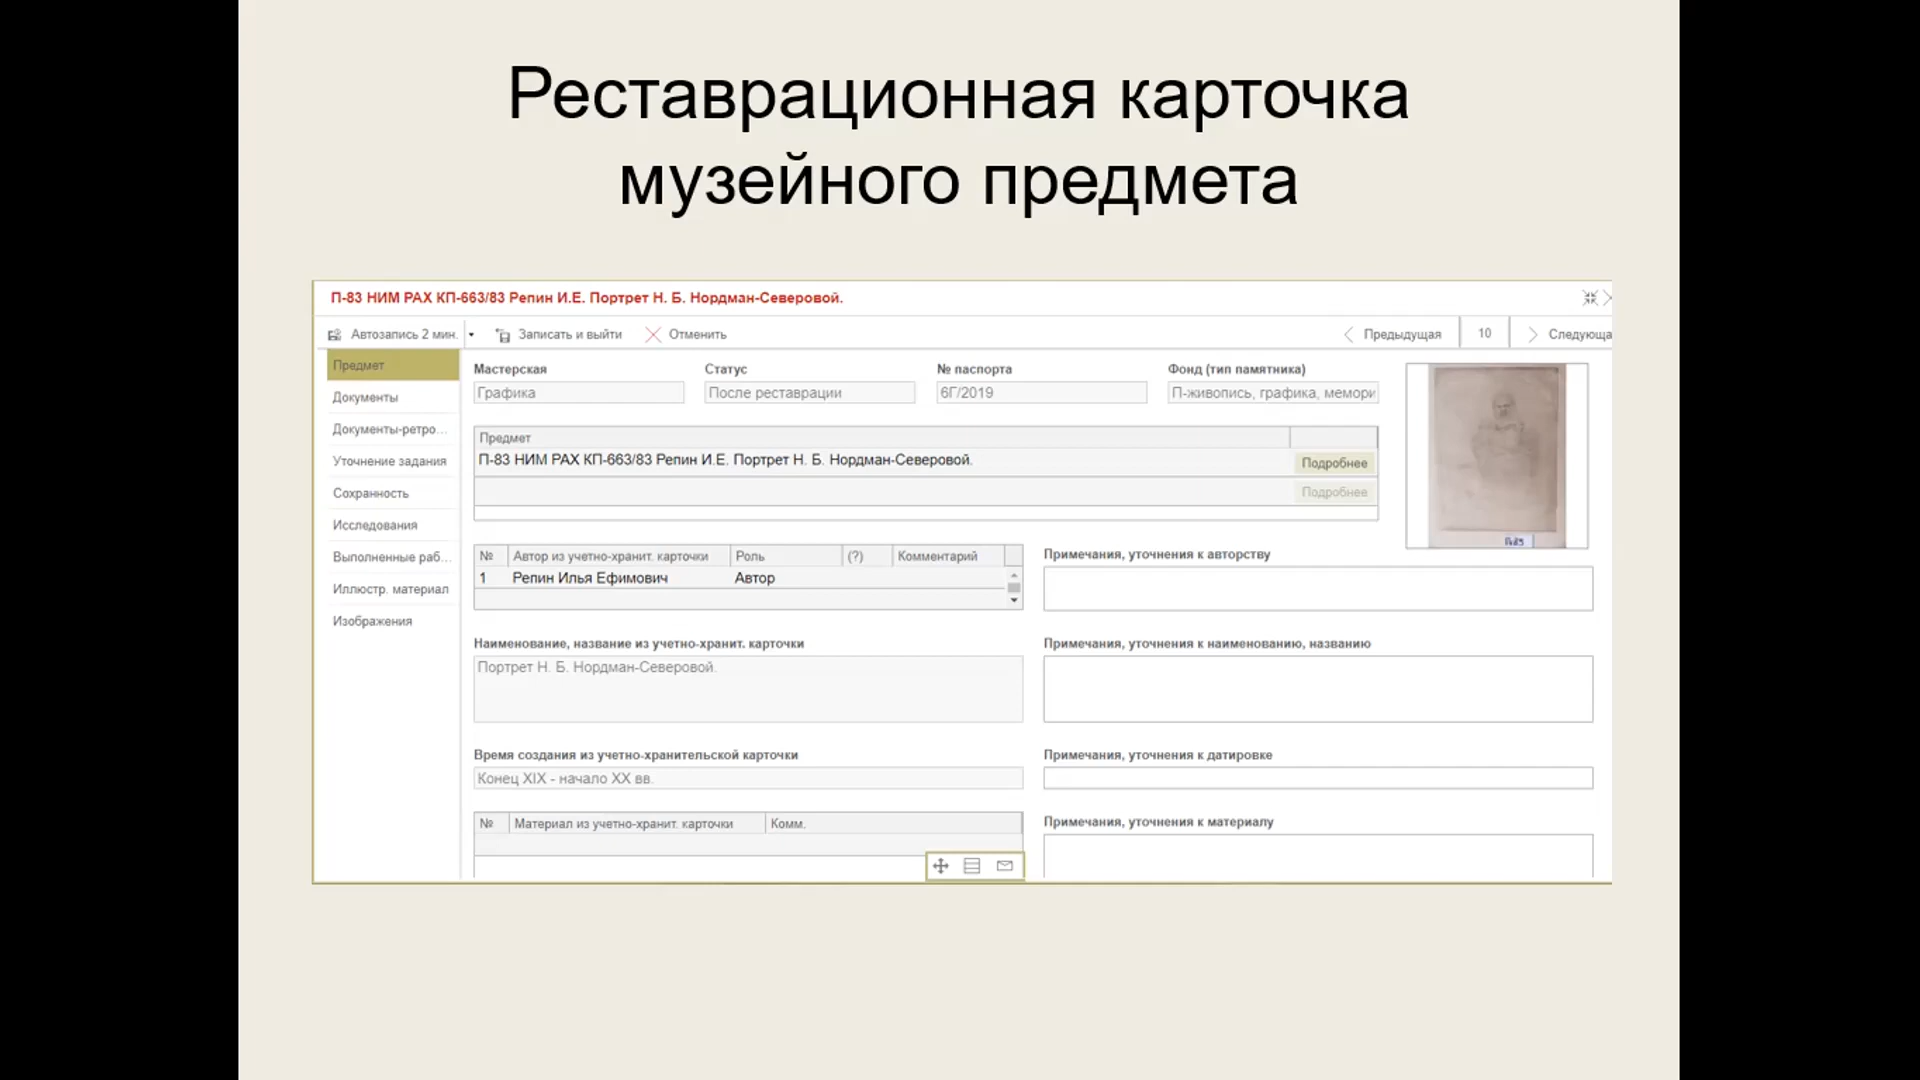 Реставрационная карточка
музейного предмета
П-83 НИМ РАХ КП-663/83 Репин И.Е. Портрет Н. Б. Нордман-Северовой.
Автозапись 2 мин. Записать и выйти Отменить Предыдущая 10 Следующа
Предмет
Документы
Документы-ретро...
Уточнение задания
Сохранность
Исследования
Выполненные раб...
Иллюстр. материал
Изображения
Мастерская Статус № паспорта Фонд (тип памятника)
Графика После реставрации 6Г/2019 П-живопись, графика, мемори
Предмет
П-83 НИМ РАХ КП-663/83 Репин И.Е. Портрет Н. Б. Нордман-Северовой.
Подробнее
Подробнее
№ Автор из учетно-хранит. карточки Роль (?) Комментарий
1 Репин Илья Ефимович Автор
Примечания, уточнения к авторству
Наименование, название из учетно-хранит. карточки
Портрет Н. Б. Нордман-Северовой.
Примечания, уточнения к наименованию, названию
Время создания из учетно-хранительской карточки
Конец XIX - начало XX вв.
Примечания, уточнения к датировке
№ Материал из учетно-хранит. карточки Комм.
Примечания, уточнения к материалу